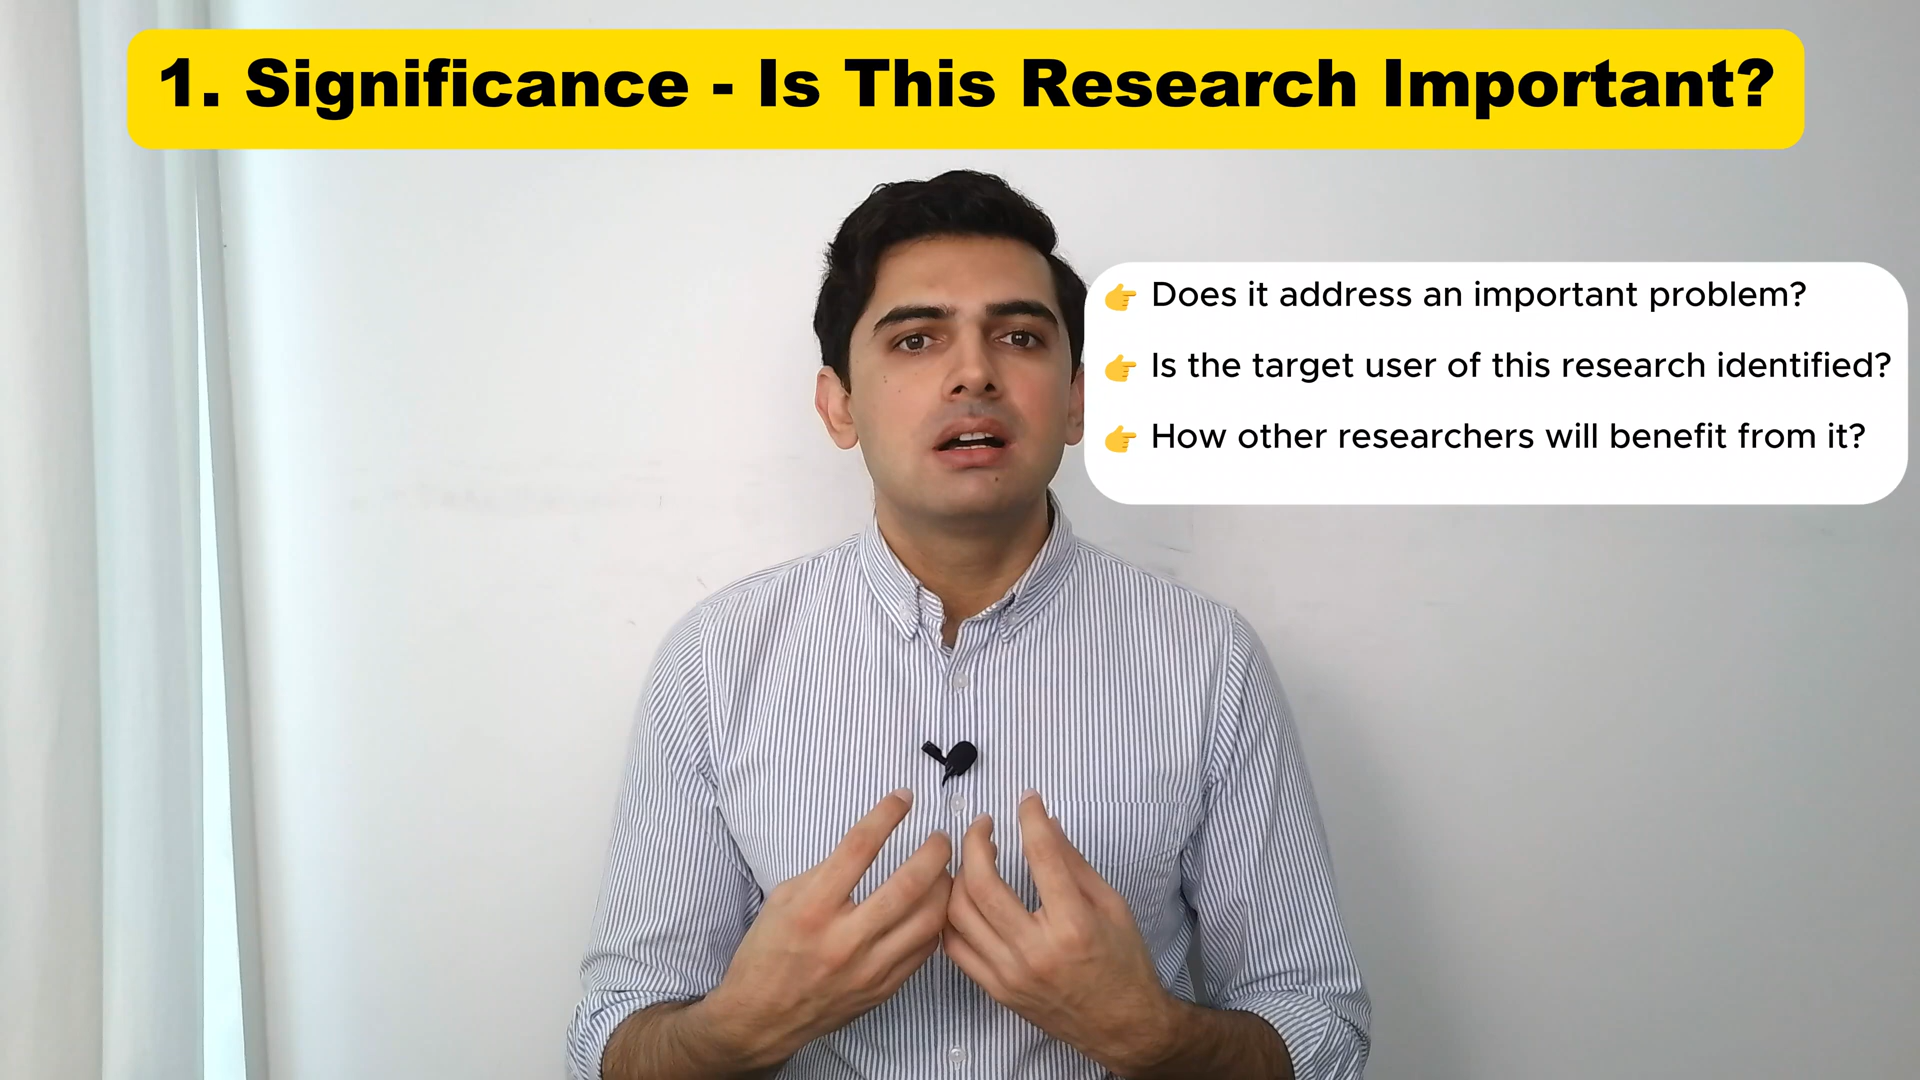 1. Significance - Is This Research Important?
👉 Does it address an important problem?
👉 Is the target user of this research identified?
👉 How other researchers will benefit from it?